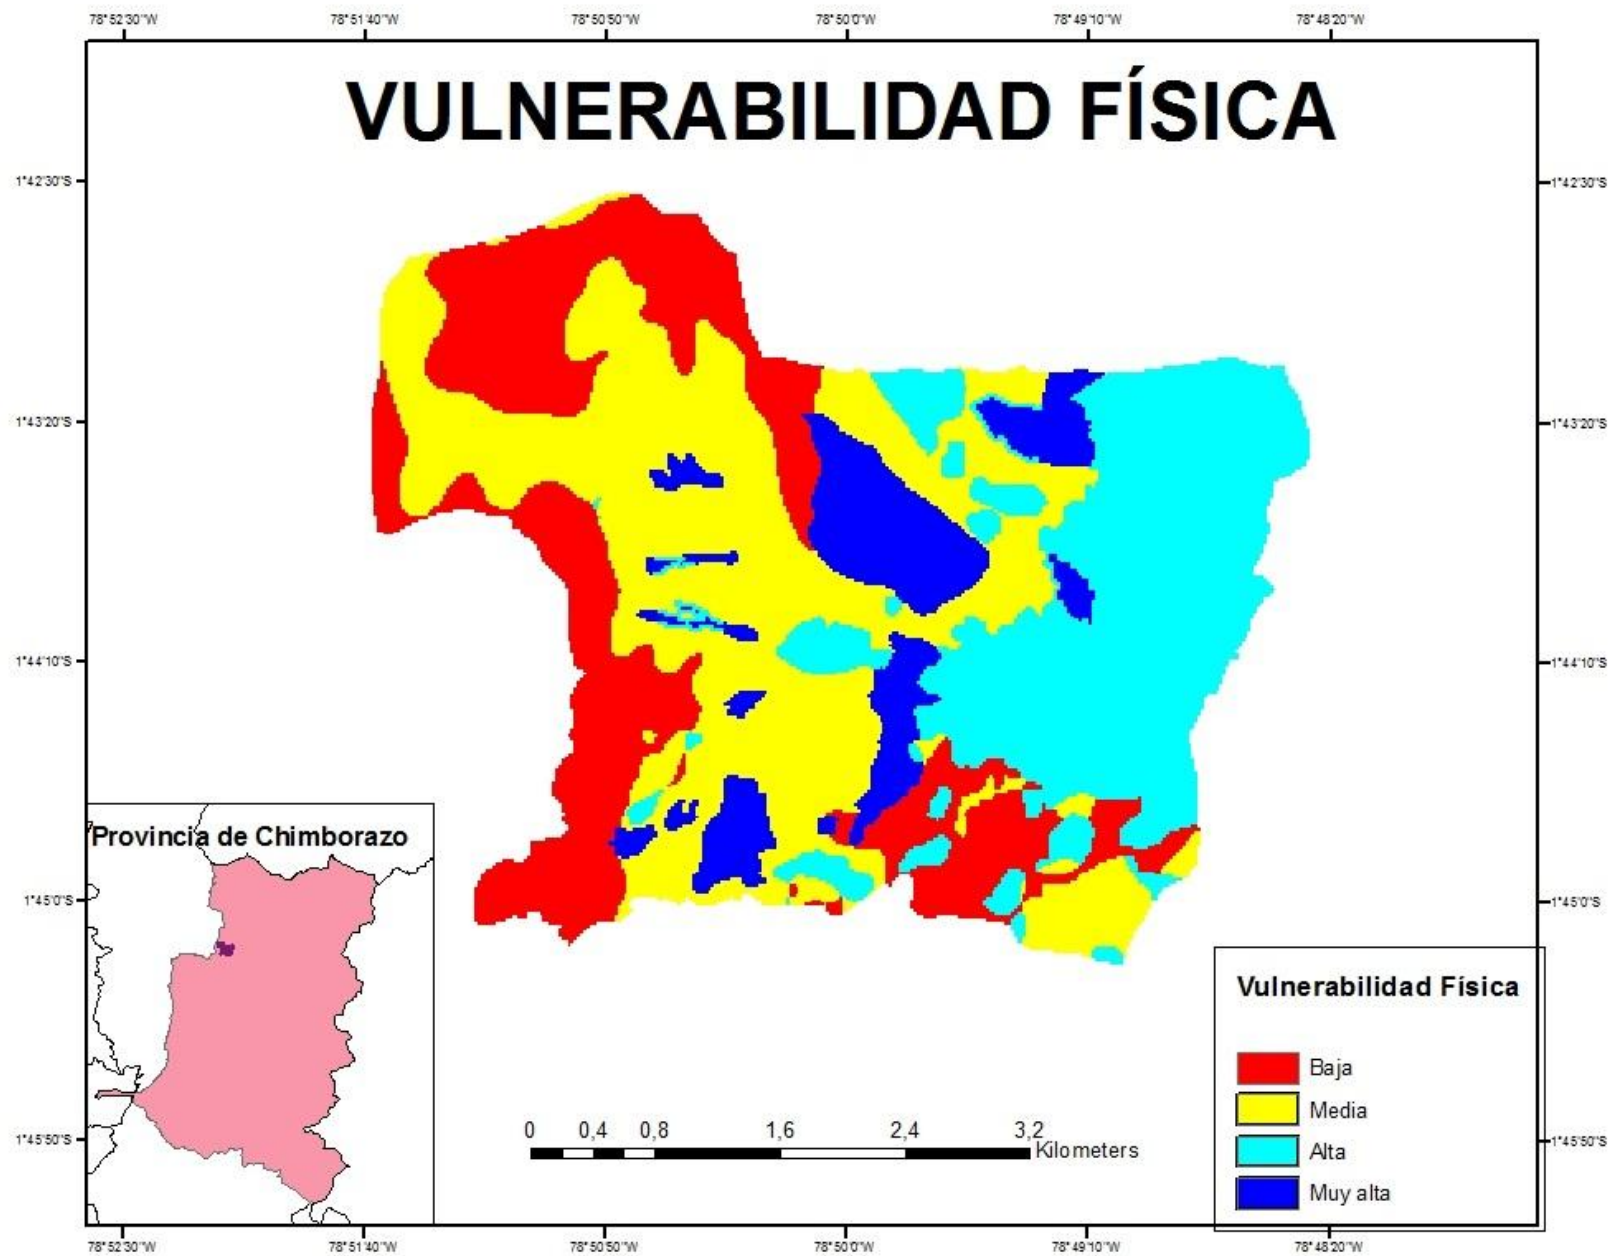 78°52'30"W 78°51'40"W 78°50'50"W 78°50'0"W 78°49'10"W 78°48'20"W
VULNERABILIDAD FÍSICA
1°42'30"S 1°42'30"S
1°43'20"S 1°43'20"S
1°44'10"S 1°44'10"S
Provincia de Chimborazo
1°45'0"S 1°45'0"S
Vulnerabilidad Física
Baja
Media
Alta
Muy alta
0 0,4 0,8 1,6 2,4 3,2
Kilometers
1°45'50"S 1°45'50"S
78°52'30"W 78°51'40"W 78°50'50"W 78°50'0"W 78°49'10"W 78°48'20"W